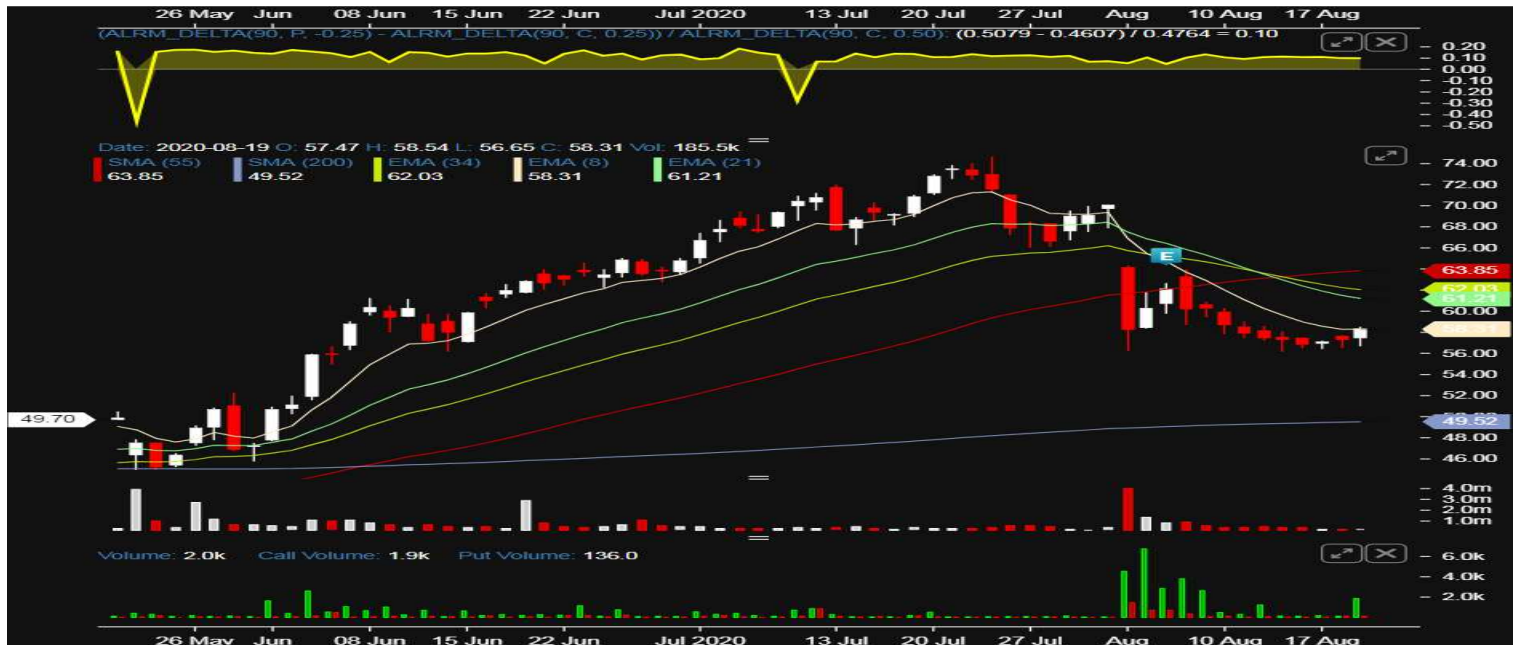 26 May Jun 08 Jun 15 Jun 22 Jun Jul 2020 13 Jul 20 Jul 27 Jul Aug 10 Aug 17 Aug
(ALRM_DELTA(90, P, -0.25) - ALRM_DELTA(90, C, 0.25)) / ALRM_DELTA(90, C, 0.50): (0.5079 - 0.4607) / 0.4764 = 0.10
0.20
0.10
0.00
-0.10
-0.20
-0.30
-0.40
-0.50
Date: 2020-08-19 O: 57.47 H: 58.54 L: 56.65 C: 58.31 Vol: 185.5k
SMA (55) SMA (200) EMA (34) EMA (8) EMA (21)
63.85 49.52 62.03 58.31 61.21
74.00
72.00
70.00
68.00
66.00
E
63.85
62.03
61.21
60.00
58.31
56.00
54.00
52.00
49.70
49.52
48.00
46.00
4.0m
3.0m
2.0m
1.0m
Volume: 2.0k Call Volume: 1.9k Put Volume: 136.0
6.0k
4.0k
2.0k
26 May Jun 08 Jun 15 Jun 22 Jun Jul 2020 13 Jul 20 Jul 27 Jul Aug 10 Aug 17 Aug